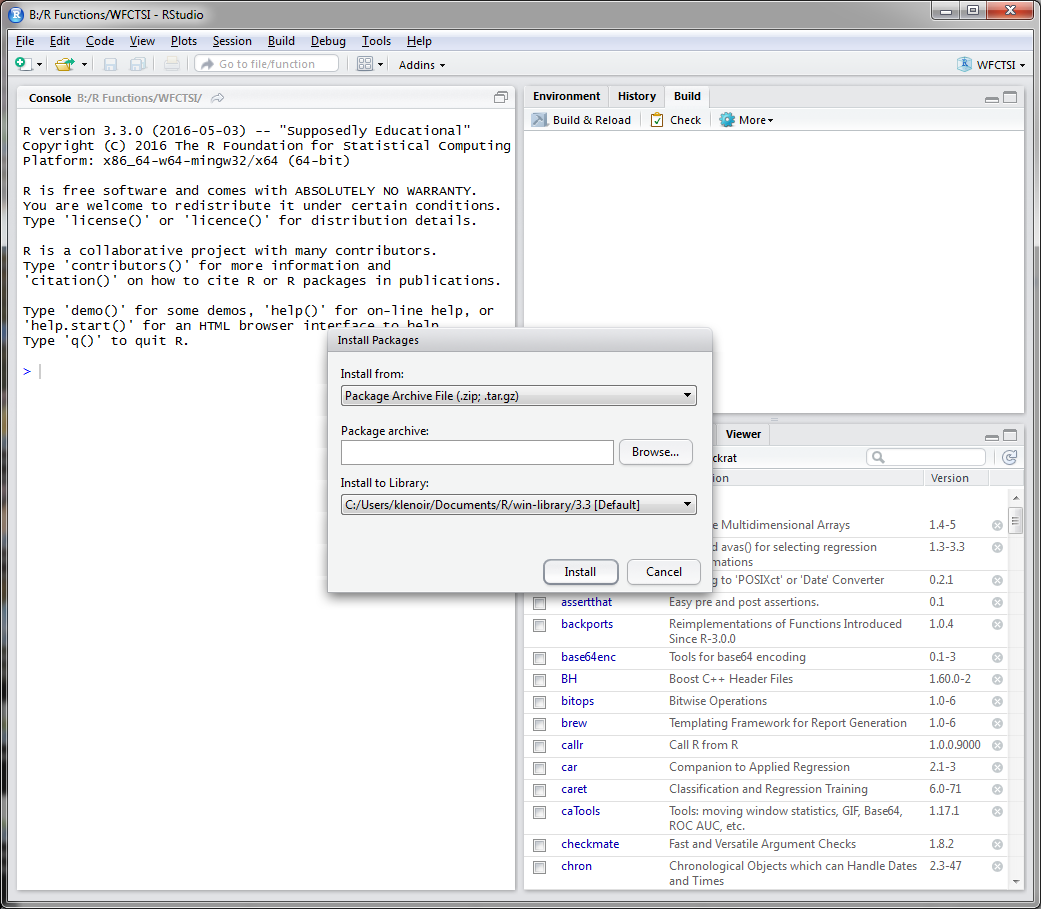 B:/R Functions/WFCTSI - RStudio
File Edit Code View Plots Session Build Debug Tools Help
Go to file/function Addins WFCTSI
Console B:/R Functions/WFCTSI/
R version 3.3.0 (2016-05-03) -- "Supposedly Educational"
Copyright (C) 2016 The R Foundation for Statistical Computing
Platform: x86_64-w64-mingw32/x64 (64-bit)
R is free software and comes with ABSOLUTELY NO WARRANTY.
You are welcome to redistribute it under certain conditions.
Type 'license()' or 'licence()' for distribution details.
R is a collaborative project with many contributors.
Type 'contributors()' for more information and
'citation()' on how to cite R or R packages in publications.
Type 'demo()' for some demos, 'help()' for on-line help, or
'help.start()' for an HTML browser interface to help.
Type 'q()' to quit R.
>
Environment History Build
Build & Reload Check More
Install Packages
Install from:
Package Archive File (.zip; .tar.gz)
Package archive:
Browse...
Install to Library:
C:/Users/klenoir/Documents/R/win-library/3.3 [Default]
Install Cancel
Viewer
ckrat
ion Version
e Multidimensional Arrays 1.4-5
d avas() for selecting regression 1.3-3.3
mations
g to 'POSIXct' or 'Date' Converter 0.2.1
assertthat Easy pre and post assertions. 0.1
backports Reimplementations of Functions Introduced 1.0.4
Since R-3.0.0
base64enc Tools for base64 encoding 0.1-3
BH Boost C++ Header Files 1.60.0-2
bitops Bitwise Operations 1.0-6
brew Templating Framework for Report Generation 1.0-6
callr Call R from R 1.0.0.9000
car Companion to Applied Regression 2.1-3
caret Classification and Regression Training 6.0-71
caTools Tools: moving window statistics, GIF, Base64, 1.17.1
ROC AUC, etc.
checkmate Fast and Versatile Argument Checks 1.8.2
chron Chronological Objects which can Handle Dates 2.3-47
and Times